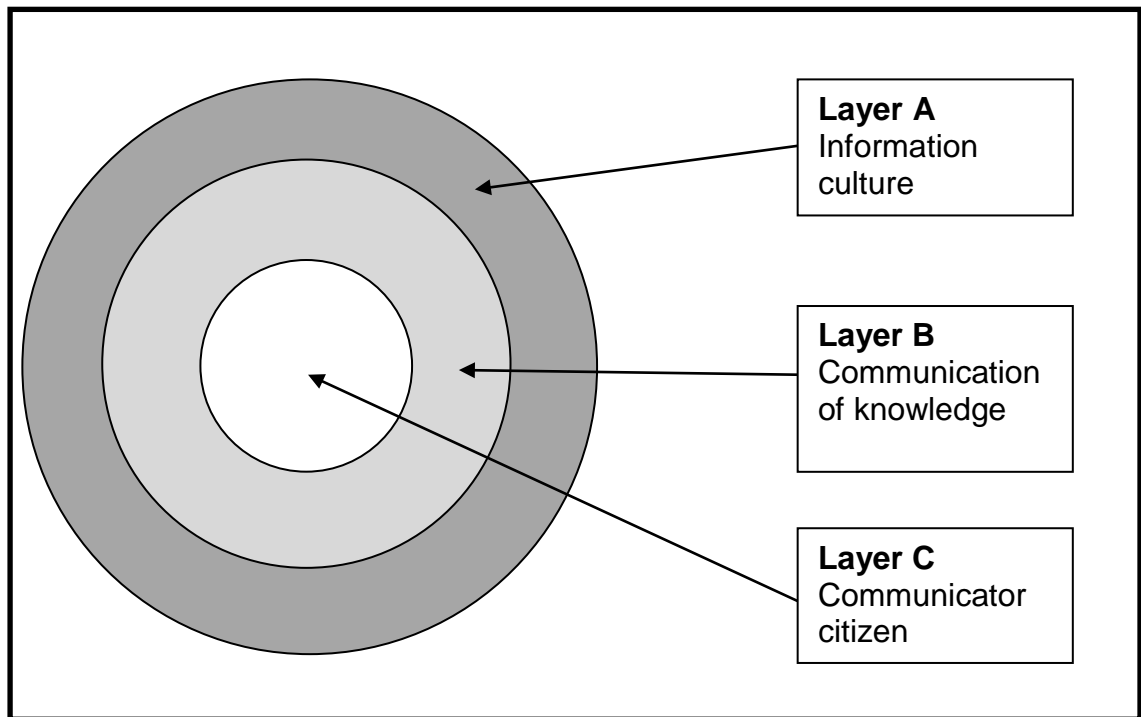 Layer A
Information
culture
Layer B
Communication
of knowledge
Layer C
Communicator
citizen